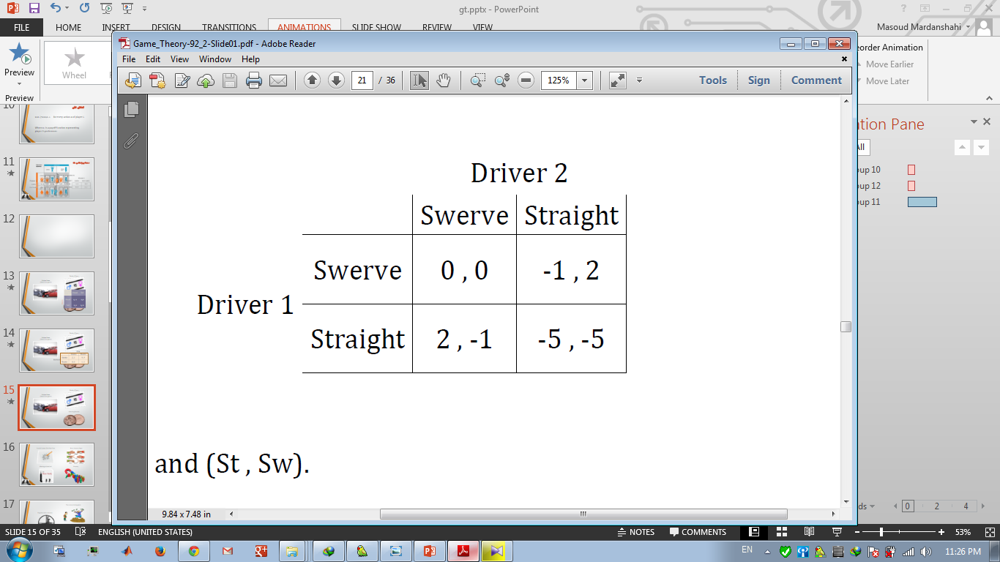 gt.pptx - PowerPoint
FILE HOME INSERT DESIGN TRANSITIONS ANIMATIONS SLIDE SHOW REVIEW VIEW Masoud Mardanshahi
Game_Theory-92_2-Slide01.pdf - Adobe Reader
File Edit View Window Help
21 / 36 125% Tools Sign Comment
Preview
Wheel
Preview
eorder Animation
Move Earlier
Move Later
tion Pane
All
oup 10
oup 12
oup 11
10
11
12
13
14
15
16
17
Driver 2
Swerve Straight
Swerve 0 , 0 -1 , 2
Driver 1
Straight 2 , -1 -5 , -5
and (St , Sw).
9.84 x 7.48 in
ds 0 2 4
SLIDE 15 OF 35 ENGLISH (UNITED STATES) NOTES COMMENTS 53%
EN 11:26 PM